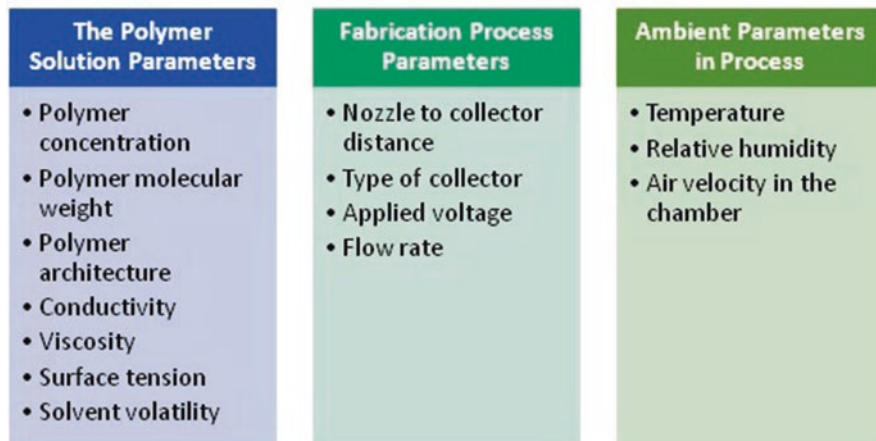 The Polymer
Solution Parameters
• Polymer
concentration
• Polymer molecular
weight
• Polymer
architecture
• Conductivity
• Viscosity
• Surface tension
• Solvent volatility
Fabrication Process
Parameters
• Nozzle to collector
distance
• Type of collector
• Applied voltage
• Flow rate
Ambient Parameters
in Process
• Temperature
• Relative humidity
• Air velocity in the
chamber